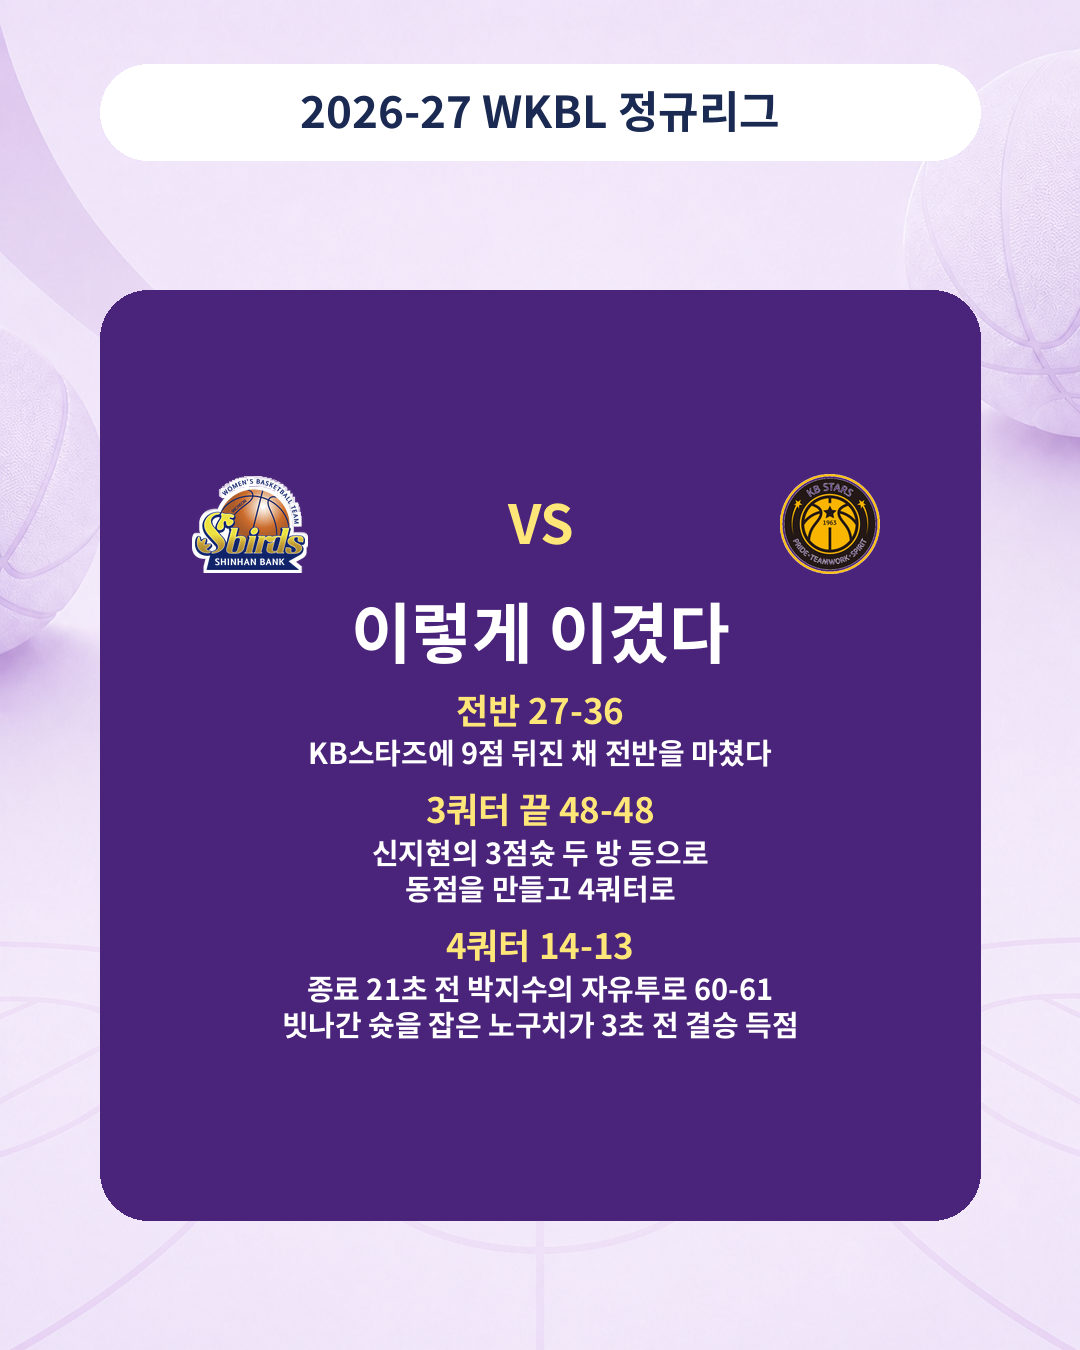 2026-27 WKBL 정규리그
WOMEN'S BASKETBALL TEAM
Sbirds
SHINHAN BANK
VS
KB STARS
1963
PRIDE·TEAMWORK·SPIRIT
이렇게 이겼다
전반 27-36
KB스타즈에 9점 뒤진 채 전반을 마쳤다
3쿼터 끝 48-48
신지현의 3점슛 두 방 등으로
동점을 만들고 4쿼터로
4쿼터 14-13
종료 21초 전 박지수의 자유투로 60-61
빗나간 슛을 잡은 노구치가 3초 전 결승 득점